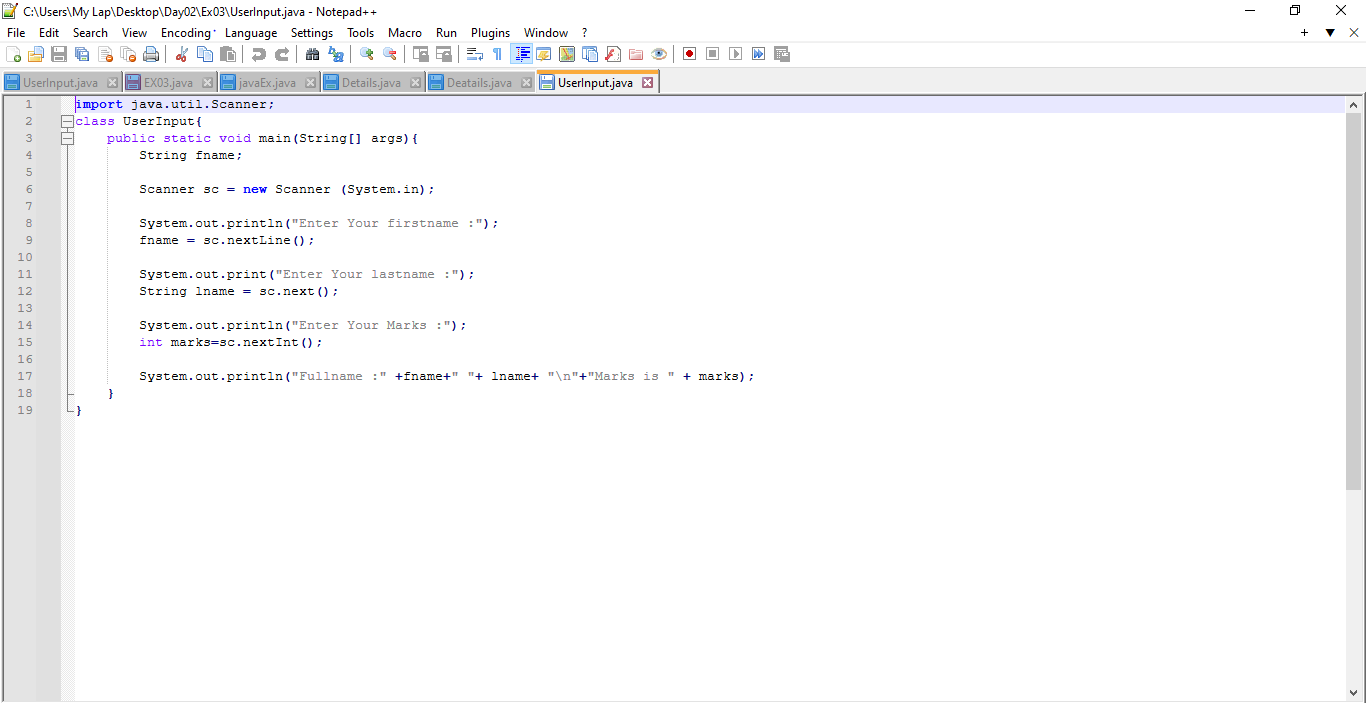 C:\Users\My Lap\Desktop\Day02\Ex03\UserInput.java - Notepad++
File Edit Search View Encoding Language Settings Tools Macro Run Plugins Window ?
UserInput.java EX03.java javaEx.java Details.java Deatails.java UserInput.java
1 import java.util.Scanner;
2 class UserInput{
3 public static void main(String[] args){
4 String fname;
5
6 Scanner sc = new Scanner (System.in);
7
8 System.out.println("Enter Your firstname :");
9 fname = sc.nextLine();
10
11 System.out.print("Enter Your lastname :");
12 String lname = sc.next();
13
14 System.out.println("Enter Your Marks :");
15 int marks=sc.nextInt();
16
17 System.out.println("Fullname :" +fname+" "+ lname+ "\n"+"Marks is " + marks);
18 }
19 }